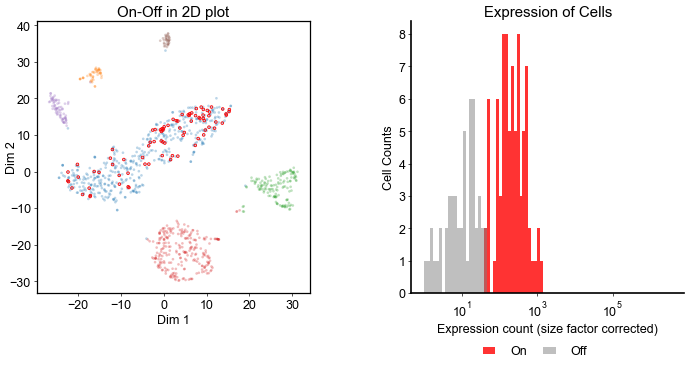 On-Off in 2D plot
40
30
20
10
0
−10
−20
−30
Dim 2
−20 −10 0 10 20 30
Dim 1
Expression of Cells
8
7
6
5
4
3
2
1
0
Cell Counts
10^1 10^3 10^5
Expression count (size factor corrected)
On Off